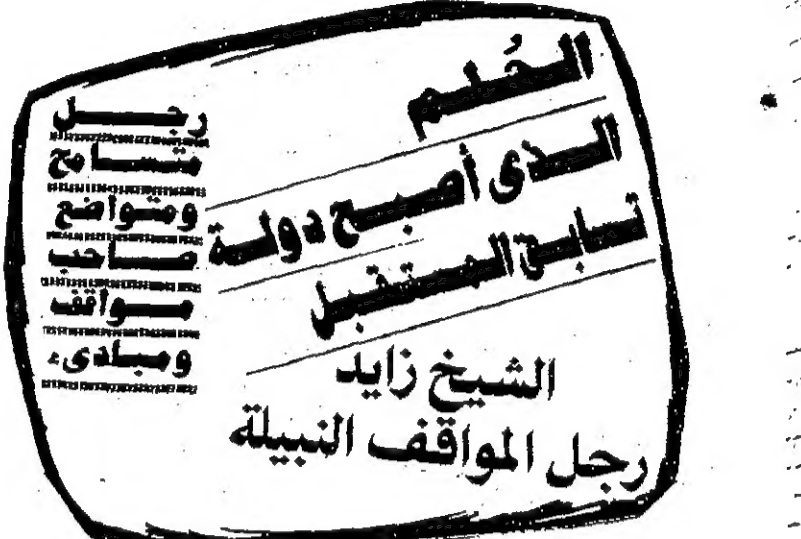 الحُلم
الذى أصبح دولة
تسابق المستقبل
الشيخ زايد
رجل المواقف النبيلة
رجل
متسامح
ومتواضع
صاحب
مواقف
ومبادىء